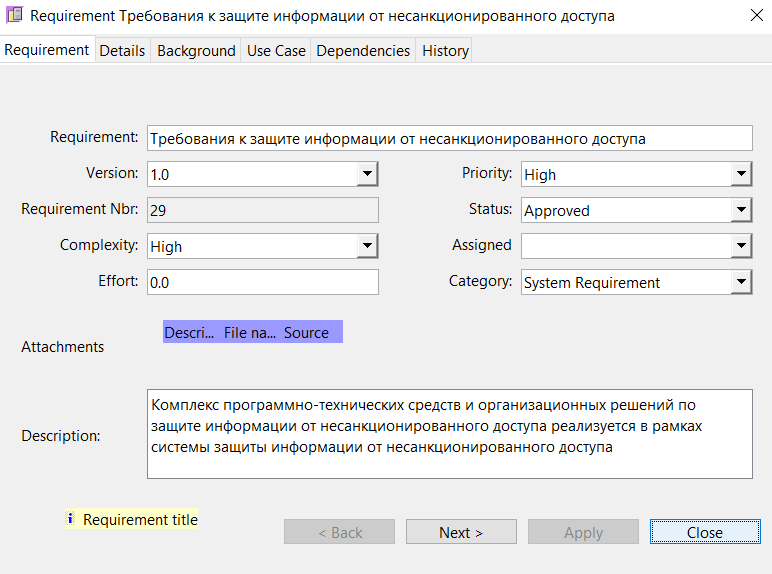 Requirement Требования к защите информации от несанкционированного доступа
Requirement Details Background Use Case Dependencies History
Requirement: Требования к защите информации от несанкционированного доступа
Version: 1.0 Priority: High
Requirement Nbr: 29 Status: Approved
Complexity: High Assigned
Effort: 0.0 Category: System Requirement
Descri... File na... Source
Attachments
Комплекс программно-технических средств и организационных решений по
защите информации от несанкционированного доступа реализуется в рамках
Description:
системы защиты информации от несанкционированного доступа
i Requirement title
< Back Next > Apply Close